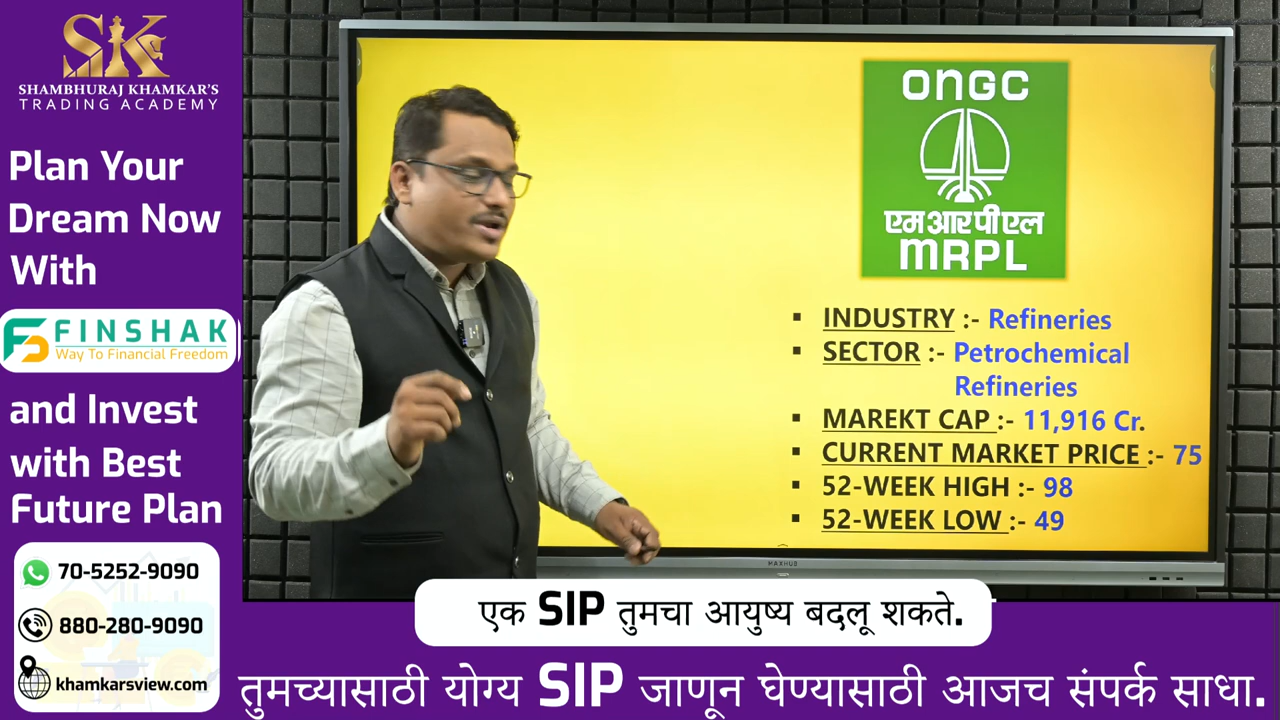 SK
SHAMBHURAJ KHAMKAR'S
TRADING ACADEMY
Plan Your
Dream Now
With
FINSHAK
Way To Financial Freedom
and Invest
with Best
Future Plan
70-5252-9090
880-280-9090
khamkarsview.com
ONGC
एम आर पी एल
MRPL
▪ INDUSTRY :- Refineries
▪ SECTOR :- Petrochemical
Refineries
▪ MAREKT CAP :- 11,916 Cr.
▪ CURRENT MARKET PRICE :- 75
▪ 52-WEEK HIGH :- 98
▪ 52-WEEK LOW :- 49
MAXHUB
एक SIP तुमचा आयुष्य बदलू शकते.
तुमच्यासाठी योग्य SIP जाणून घेण्यासाठी आजच संपर्क साधा.